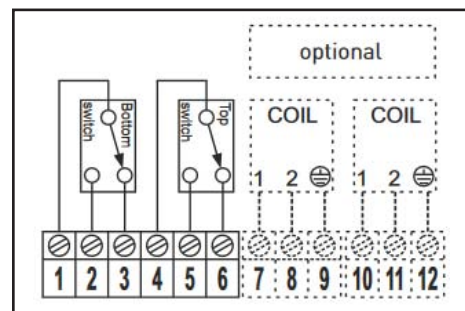 optional
Bottom
switch
Top
switch
COIL
COIL
1 2
1 2
1 2 3 4 5 6 7 8 9 10 11 12